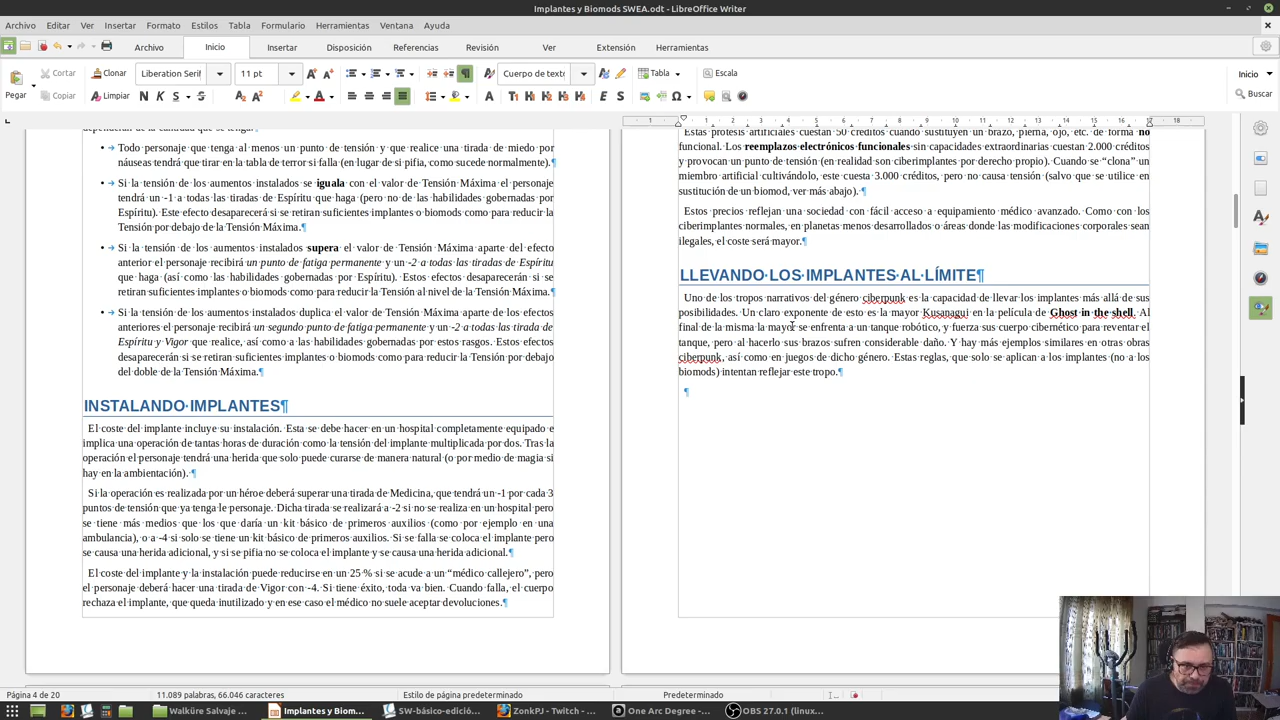 Implantes y Biomods SWEA.odt - LibreOffice Writer
Archivo Editar Ver Insertar Formato Estilos Tabla Formulario Herramientas Ventana Ayuda
Archivo Inicio Insertar Disposición Referencias Revisión Ver Extensión Herramientas
Pegar Cortar Clonar Liberation Serif 11 pt Cuerpo de texto Tabla Escala Inicio
Copiar Limpiar N K S S Buscar
1 1 2 3 4 5 6 7 8 9 10 11 12 13 14 15 16 17 18
dependerán de la cantidad que se tenga.¶
• Todo personaje que tenga al menos un punto de tensión y que realice una tirada de miedo por
náuseas tendrá que tirar en la tabla de terror si falla (en lugar de si pifia, como sucede normalmente).¶
• Si la tensión de los aumentos instalados se iguala con el valor de Tensión Máxima el personaje
tendrá un -1 a todas las tiradas de Espíritu que haga (pero no de las habilidades gobernadas por
Espíritu). Este efecto desaparecerá si se retiran suficientes implantes o biomods como para reducir la
Tensión por debajo de la Tensión Máxima.¶
• Si la tensión de los aumentos instalados supera el valor de Tensión Máxima aparte del efecto
anterior el personaje recibirá un punto de fatiga permanente y un -2 a todas las tiradas de Espíritu
que haga (así como las habilidades gobernadas por Espíritu). Estos efectos desaparecerán si se
retiran suficientes implantes o biomods como para reducir la Tensión al nivel de la Tensión Máxima.¶
• Si la tensión de los aumentos instalados duplica el valor de Tensión Máxima aparte de los efectos
anteriores el personaje recibirá un segundo punto de fatiga permanente y un -2 a todas las tirada de
Espíritu y Vigor que realice, así como a las habilidades gobernadas por estos rasgos. Estos efectos
desaparecerán si se retiran suficientes implantes o biomods como para reducir la Tensión por debajo
del doble de la Tensión Máxima.¶
INSTALANDO IMPLANTES¶
El coste del implante incluye su instalación. Esta se debe hacer en un hospital completamente equipado e
implica una operación de tantas horas de duración como la tensión del implante multiplicada por dos. Tras la
operación el personaje tendrá una herida que solo puede curarse de manera natural (o por medio de magia si
hay en la ambientación). ¶
Si la operación es realizada por un héroe deberá superar una tirada de Medicina, que tendrá un -1 por cada 3
puntos de tensión que ya tenga le personaje. Dicha tirada se realizará a -2 si no se realiza en un hospital pero
se tiene más medios que los que daría un kit básico de primeros auxilios (como por ejemplo en una
ambulancia), o a -4 si solo se tiene un kit básico de primeros auxilios. Si se falla se coloca el implante pero
se causa una herida adicional, y si se pifia no se coloca el implante y se causa una herida adicional.¶
El coste del implante y la instalación puede reducirse en un 25 % si se acude a un “médico callejero”, pero
el personaje deberá hacer una tirada de Vigor con -4. Si tiene éxito, toda va bien. Cuando falla, el cuerpo
rechaza el implante, que queda inutilizado y en ese caso el médico no suele aceptar devoluciones.¶
Estas prótesis artificiales cuestan 50 créditos cuando sustituyen un brazo, pierna, ojo, etc. de forma no
funcional. Los reemplazos electrónicos funcionales sin capacidades extraordinarias cuestan 2.000 créditos
y provocan un punto de tensión (en realidad son ciberimplantes por derecho propio). Cuando se “clona” un
miembro artificial cultivándolo, este cuesta 3.000 créditos, pero no causa tensión (salvo que se utilice en
sustitución de un biomod, ver más abajo). ¶
Estos precios reflejan una sociedad con fácil acceso a equipamiento médico avanzado. Como con los
ciberimplantes normales, en planetas menos desarrollados o áreas donde las modificaciones corporales sean
ilegales, el coste será mayor.¶
LLEVANDO LOS IMPLANTES AL LÍMITE¶
Uno de los tropos narrativos del género ciberpunk es la capacidad de llevar los implantes más allá de sus
posibilidades. Un claro exponente de esto es la mayor Kusanagui en la película de Ghost in the shell. Al
final de la misma la mayor se enfrenta a un tanque robótico, y fuerza sus cuerpo cibernético para reventar el
tanque, pero al hacerlo sus brazos sufren considerable daño. Y hay más ejemplos similares en otras obras
ciberpunk, así como en juegos de dicho género. Estas reglas, que solo se aplican a los implantes (no a los
biomods) intentan reflejar este tropo.¶
¶
Página 4 de 20 11.089 palabras, 66.046 caracteres Estilo de página predeterminado Predeterminado
Walküre Salvaje Implantes y Biom... SW-básico-edició... ZonkPJ - Twitch - ... One Arc Degree - ... OBS 27.0.1 (linux...